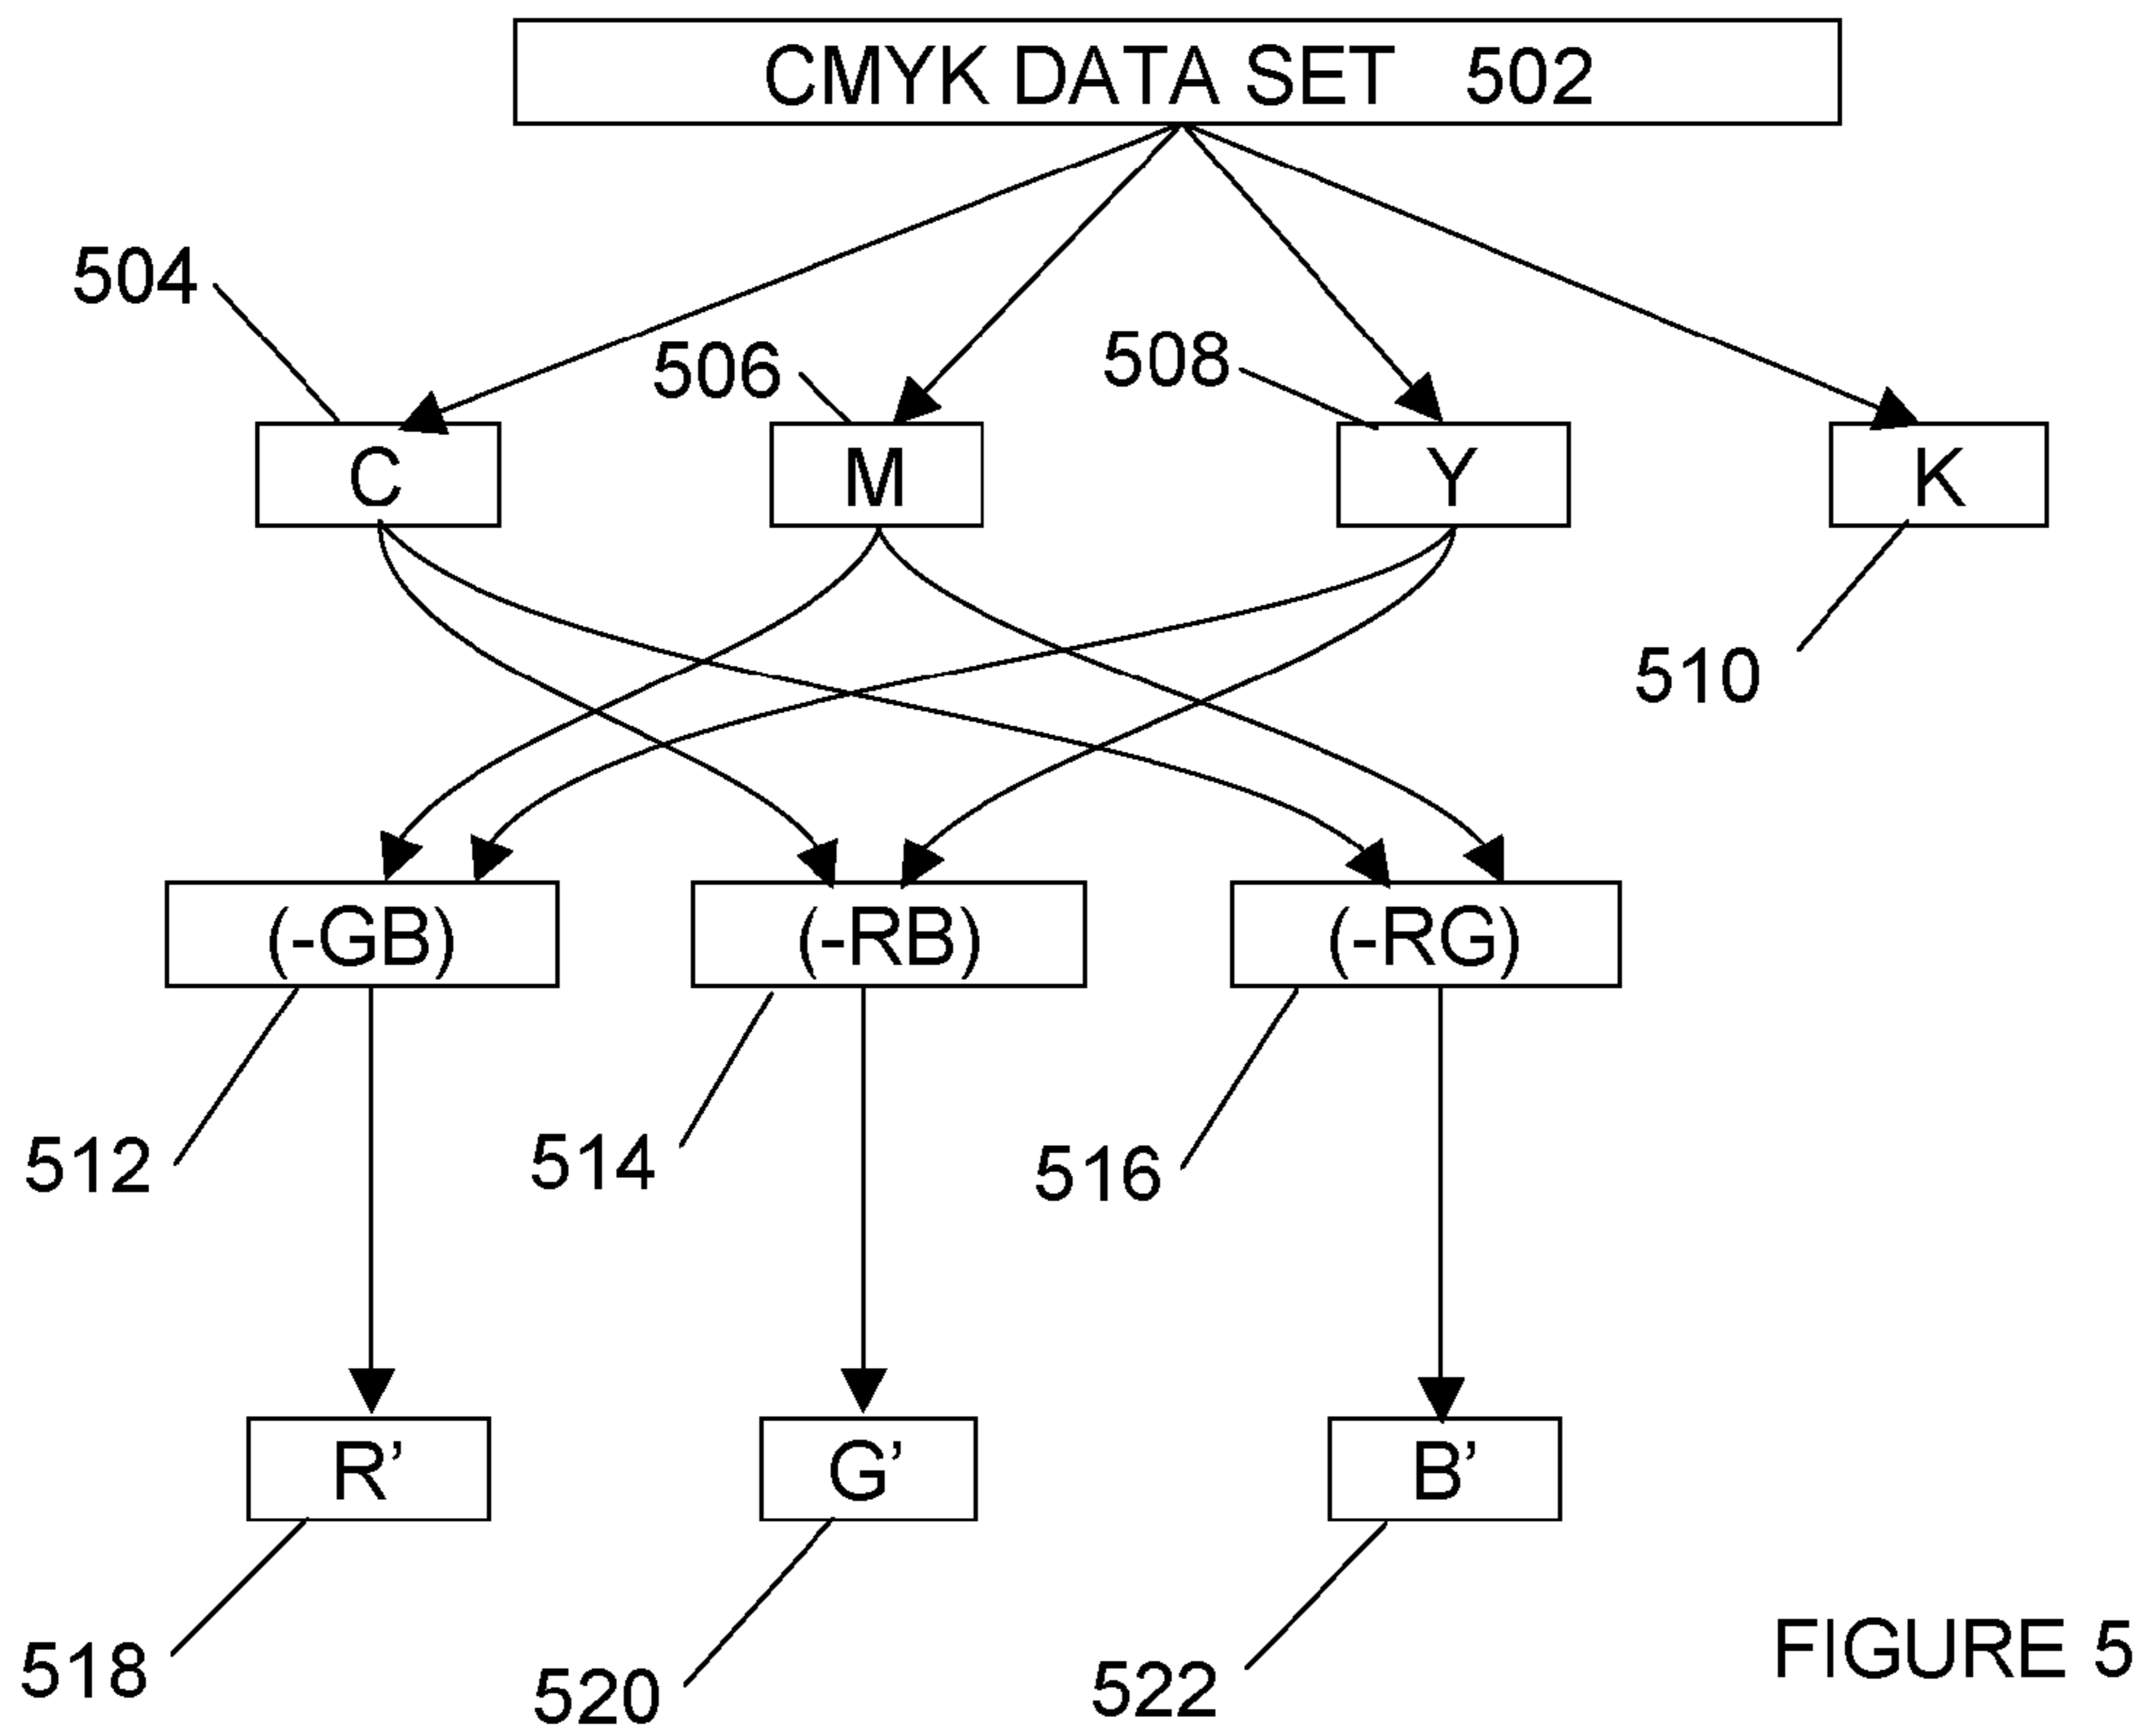 CMYK DATA SET 502
504
506
508
C
M
Y
K
510
(-GB)
(-RB)
(-RG)
512
514
516
R’
G’
B’
518
520
522
FIGURE 5